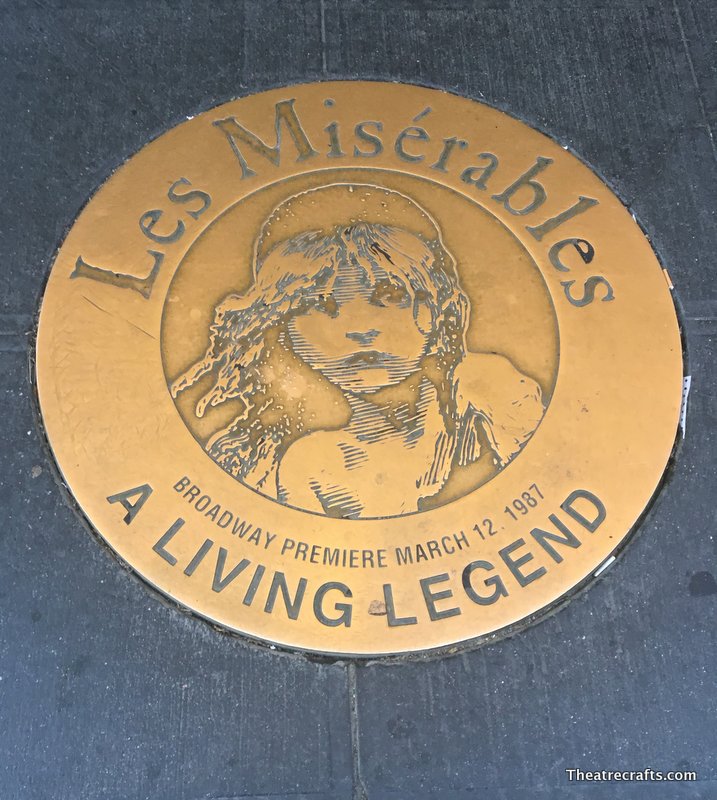 Les Misérables
BROADWAY PREMIERE MARCH 12. 1987
A LIVING LEGEND
Theatrecrafts.com